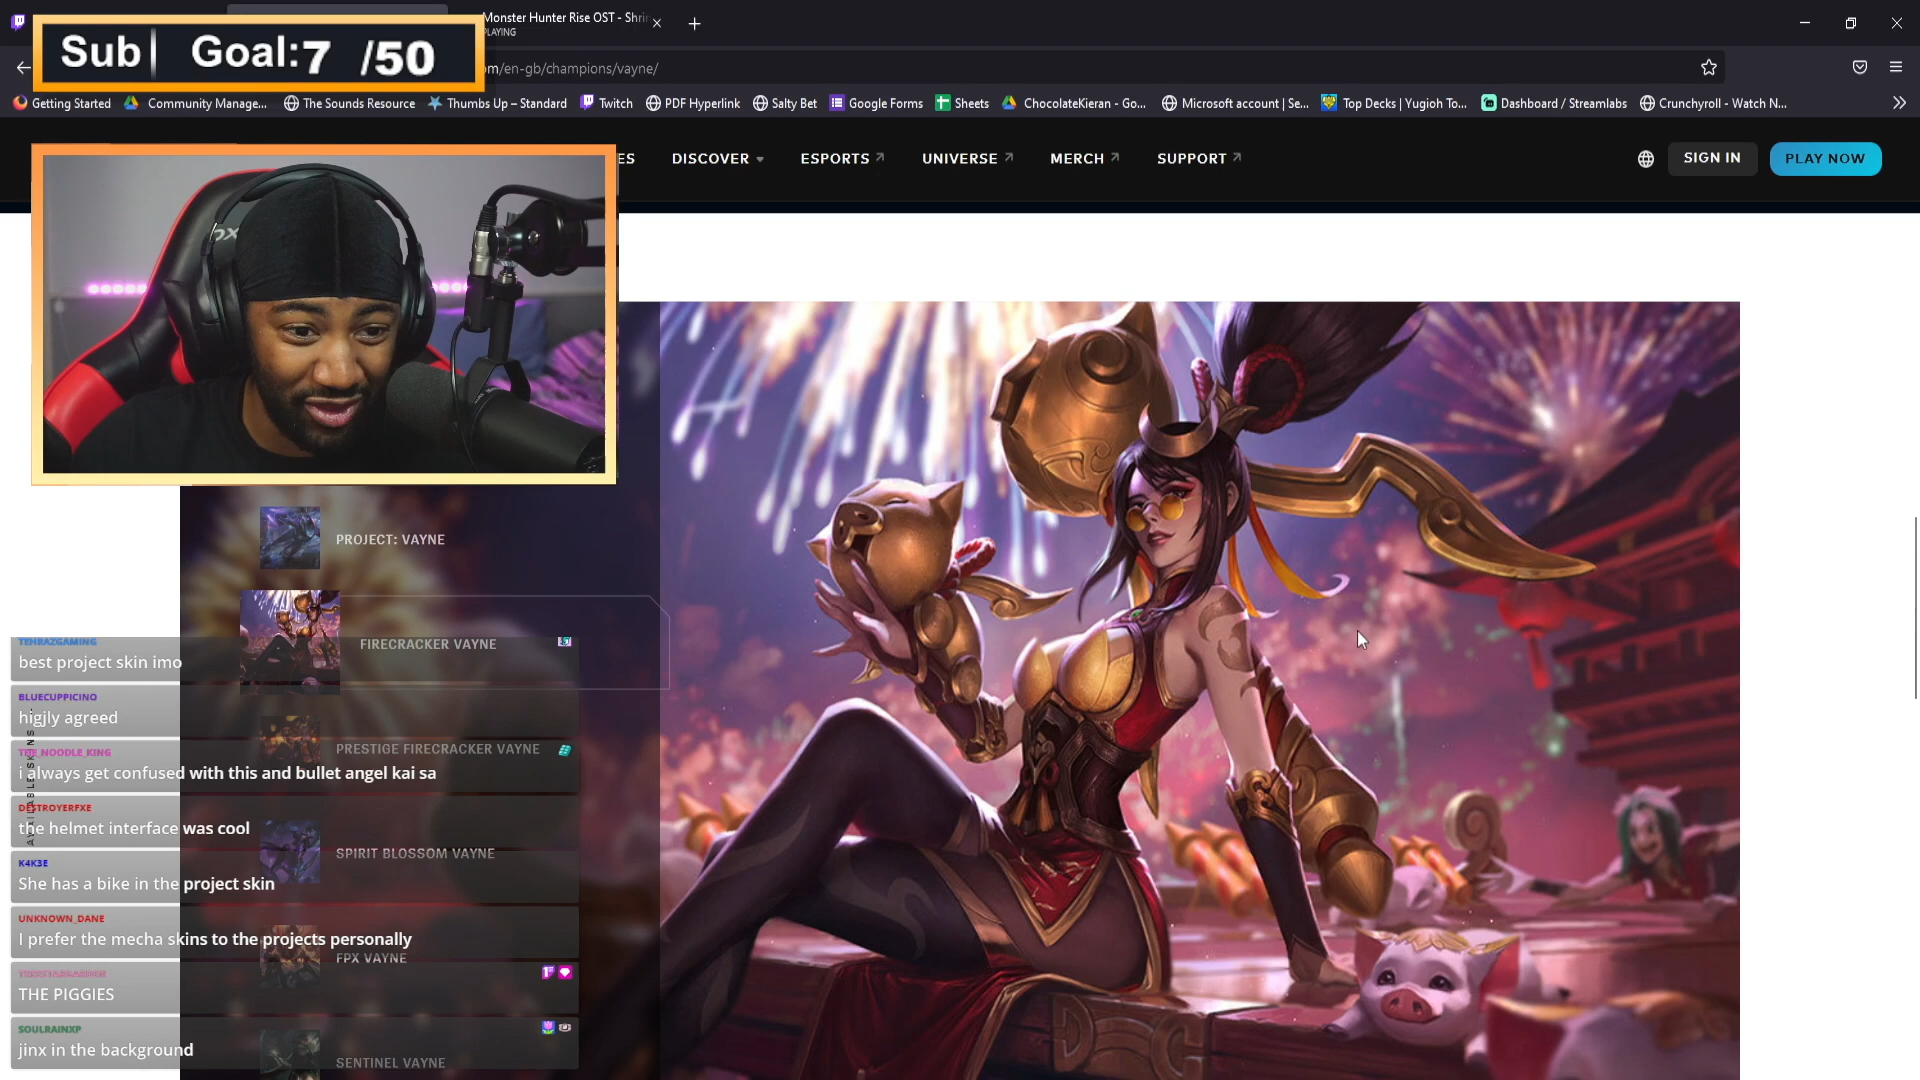 Monster Hunter Rise OST - Shri
PLAYING
Sub Goal:7 /50
om/en-gb/champions/vayne/
Getting Started
Community Manage...
The Sounds Resource
Thumbs Up – Standard
Twitch
PDF Hyperlink
Salty Bet
Google Forms
Sheets
ChocolateKieran - Go...
Microsoft account | Se...
Top Decks | Yugioh To...
Dashboard / Streamlabs
Crunchyroll - Watch N...
ES
DISCOVER
ESPORTS
UNIVERSE
MERCH
SUPPORT
SIGN IN
PLAY NOW
PROJECT: VAYNE
FIRECRACKER VAYNE
PRESTIGE FIRECRACKER VAYNE
SPIRIT BLOSSOM VAYNE
FPX VAYNE
SENTINEL VAYNE
TEHRAZGAMING
best project skin imo
BLUECUPPICINO
higjly agreed
THE_NOODLE_KING
i always get confused with this and bullet angel kai sa
DESTROYERFXE
the helmet interface was cool
K4K3E
She has a bike in the project skin
UNKNOWN_DANE
I prefer the mecha skins to the projects personally
THE PIGGIES
SOULRAINXP
jinx in the background